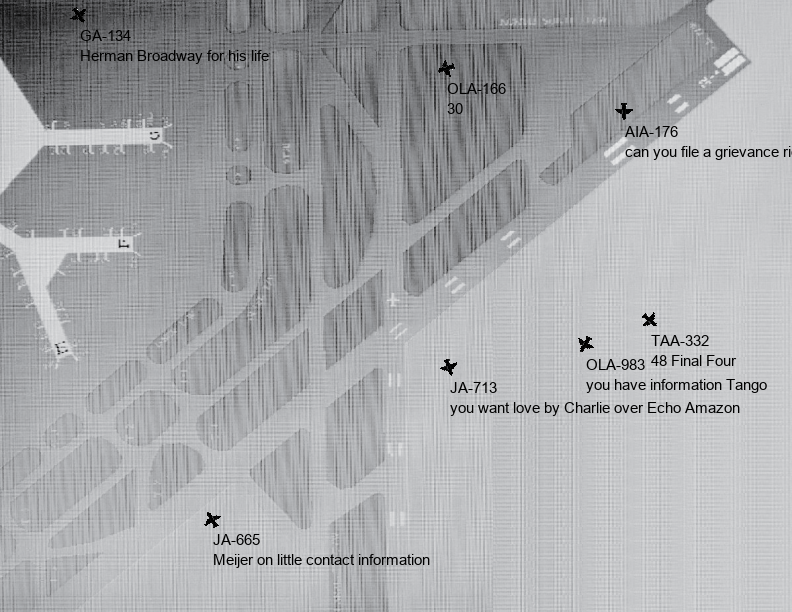 GA-134
Herman Broadway for his life
OLA-166
30
AIA-176
can you file a grievance
TAA-332
48 Final Four
OLA-983
you have information Tango
JA-713
you want love by Charlie over Echo Amazon
JA-665
Meijer on little contact information